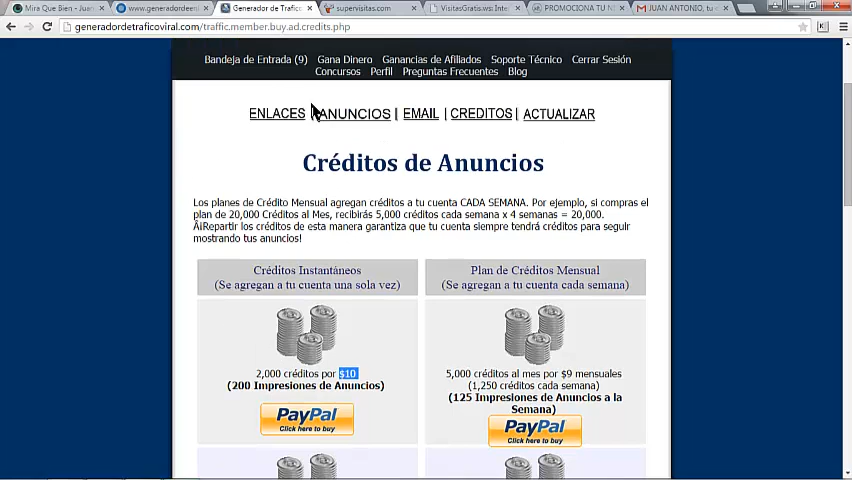 Mira Que Bien - Juan
www.generadordeen
Generador de Trafico
supervisitas.com
VisitasGratis.ws:Inter
PROMOCIONA TU N
JUAN ANTONIO, tu c
generadordetraficoviral.com/traffic.member.buy.ad.credits.php
Bandeja de Entrada (9) Gana Dinero Ganancias de Afiliados Soporte Técnico Cerrar Sesión
Concursos Perfil Preguntas Frecuentes Blog
ENLACES | ANUNCIOS | EMAIL | CREDITOS | ACTUALIZAR
Créditos de Anuncios
Los planes de Crédito Mensual agregan créditos a tu cuenta CADA SEMANA. Por ejemplo, si compras el
plan de 20,000 Créditos al Mes, recibirás 5,000 créditos cada semana x 4 semanas = 20,000.
Â¡Repartir los créditos de esta manera garantiza que tu cuenta siempre tendrá créditos para seguir
mostrando tus anuncios!
Créditos Instantáneos
(Se agregan a tu cuenta una sola vez)
2,000 créditos por $10
(200 Impresiones de Anuncios)
PayPal
Click here to buy
Plan de Créditos Mensual
(Se agregan a tu cuenta cada semana)
5,000 créditos al mes por $9 mensuales
(1,250 créditos cada semana)
(125 Impresiones de Anuncios a la
Semana)
PayPal
Click here to buy